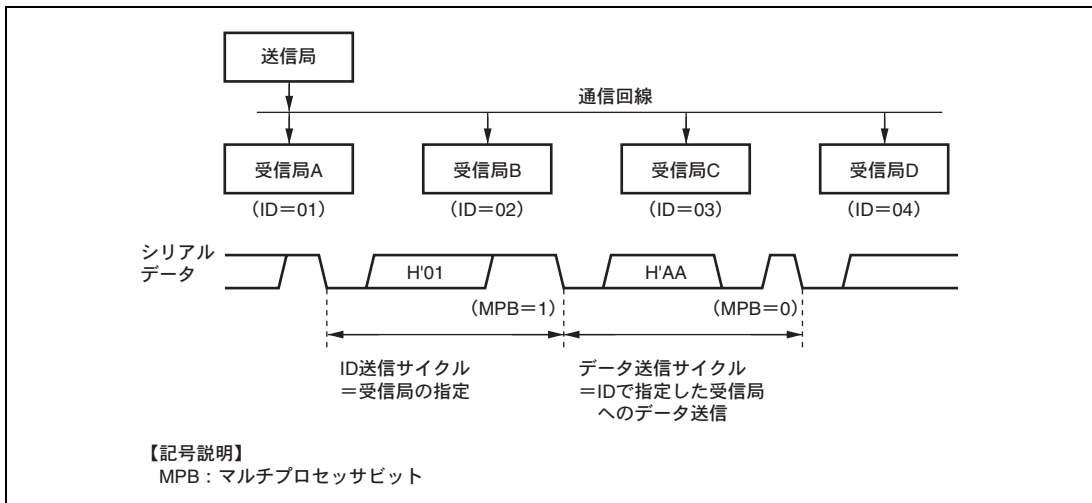 送信局
通信回線
受信局A
受信局B
受信局C
受信局D
(ID=01)
(ID=02)
(ID=03)
(ID=04)
シリアル
データ
H'01
H'AA
(MPB=1)
(MPB=0)
ID送信サイクル
=受信局の指定
データ送信サイクル
=IDで指定した受信局
へのデータ送信
【記号説明】
MPB:マルチプロセッサビット